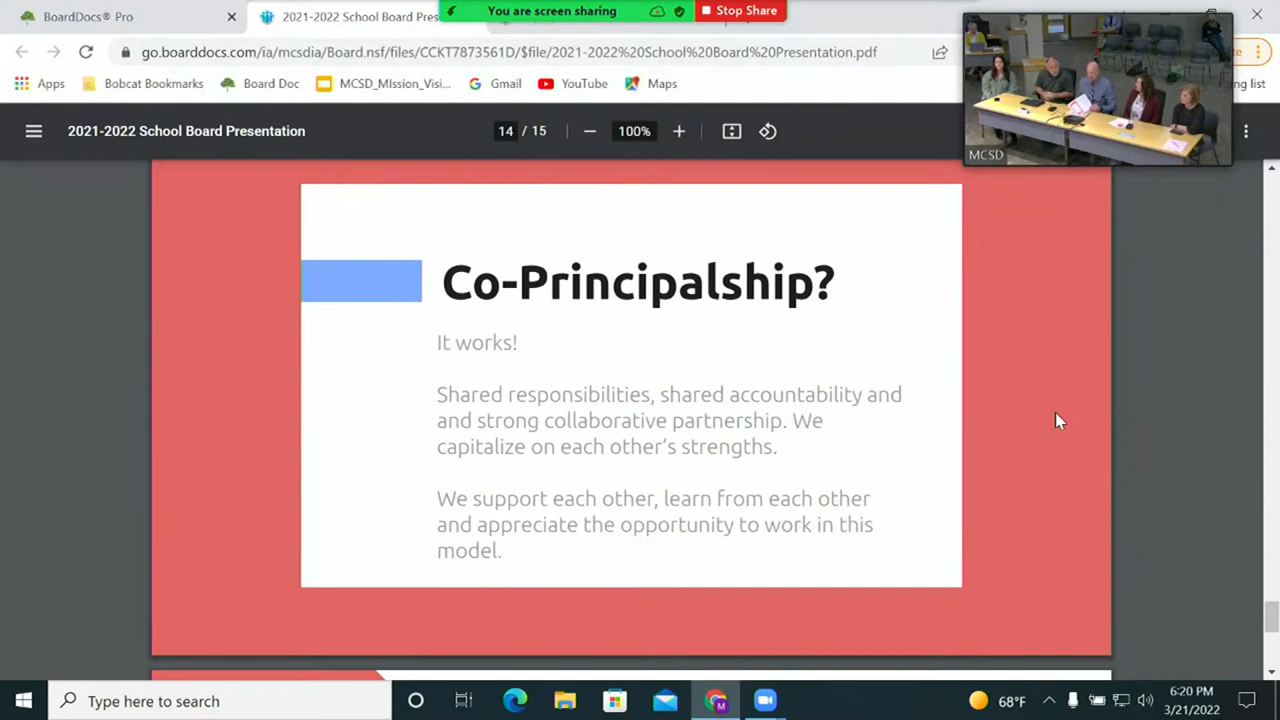 BoardDocs® Pro
2021-2022 School Board Pres
You are screen sharing
Stop Share
go.boarddocs.com/ia/mcsdia/Board.nsf/files/CCKT7873561D/$file/2021-2022%20School%20Board%20Presentation.pdf
Apps
Bobcat Bookmarks
Board Doc
MCSD_MIssion_Visi...
Gmail
YouTube
Maps
2021-2022 School Board Presentation
14 / 15
100%
MCSD
Co-Principalship?
It works!
Shared responsibilities, shared accountability and
and strong collaborative partnership. We
capitalize on each other's strengths.
We support each other, learn from each other
and appreciate the opportunity to work in this
model.
Type here to search
68°F
6:20 PM
3/21/2022